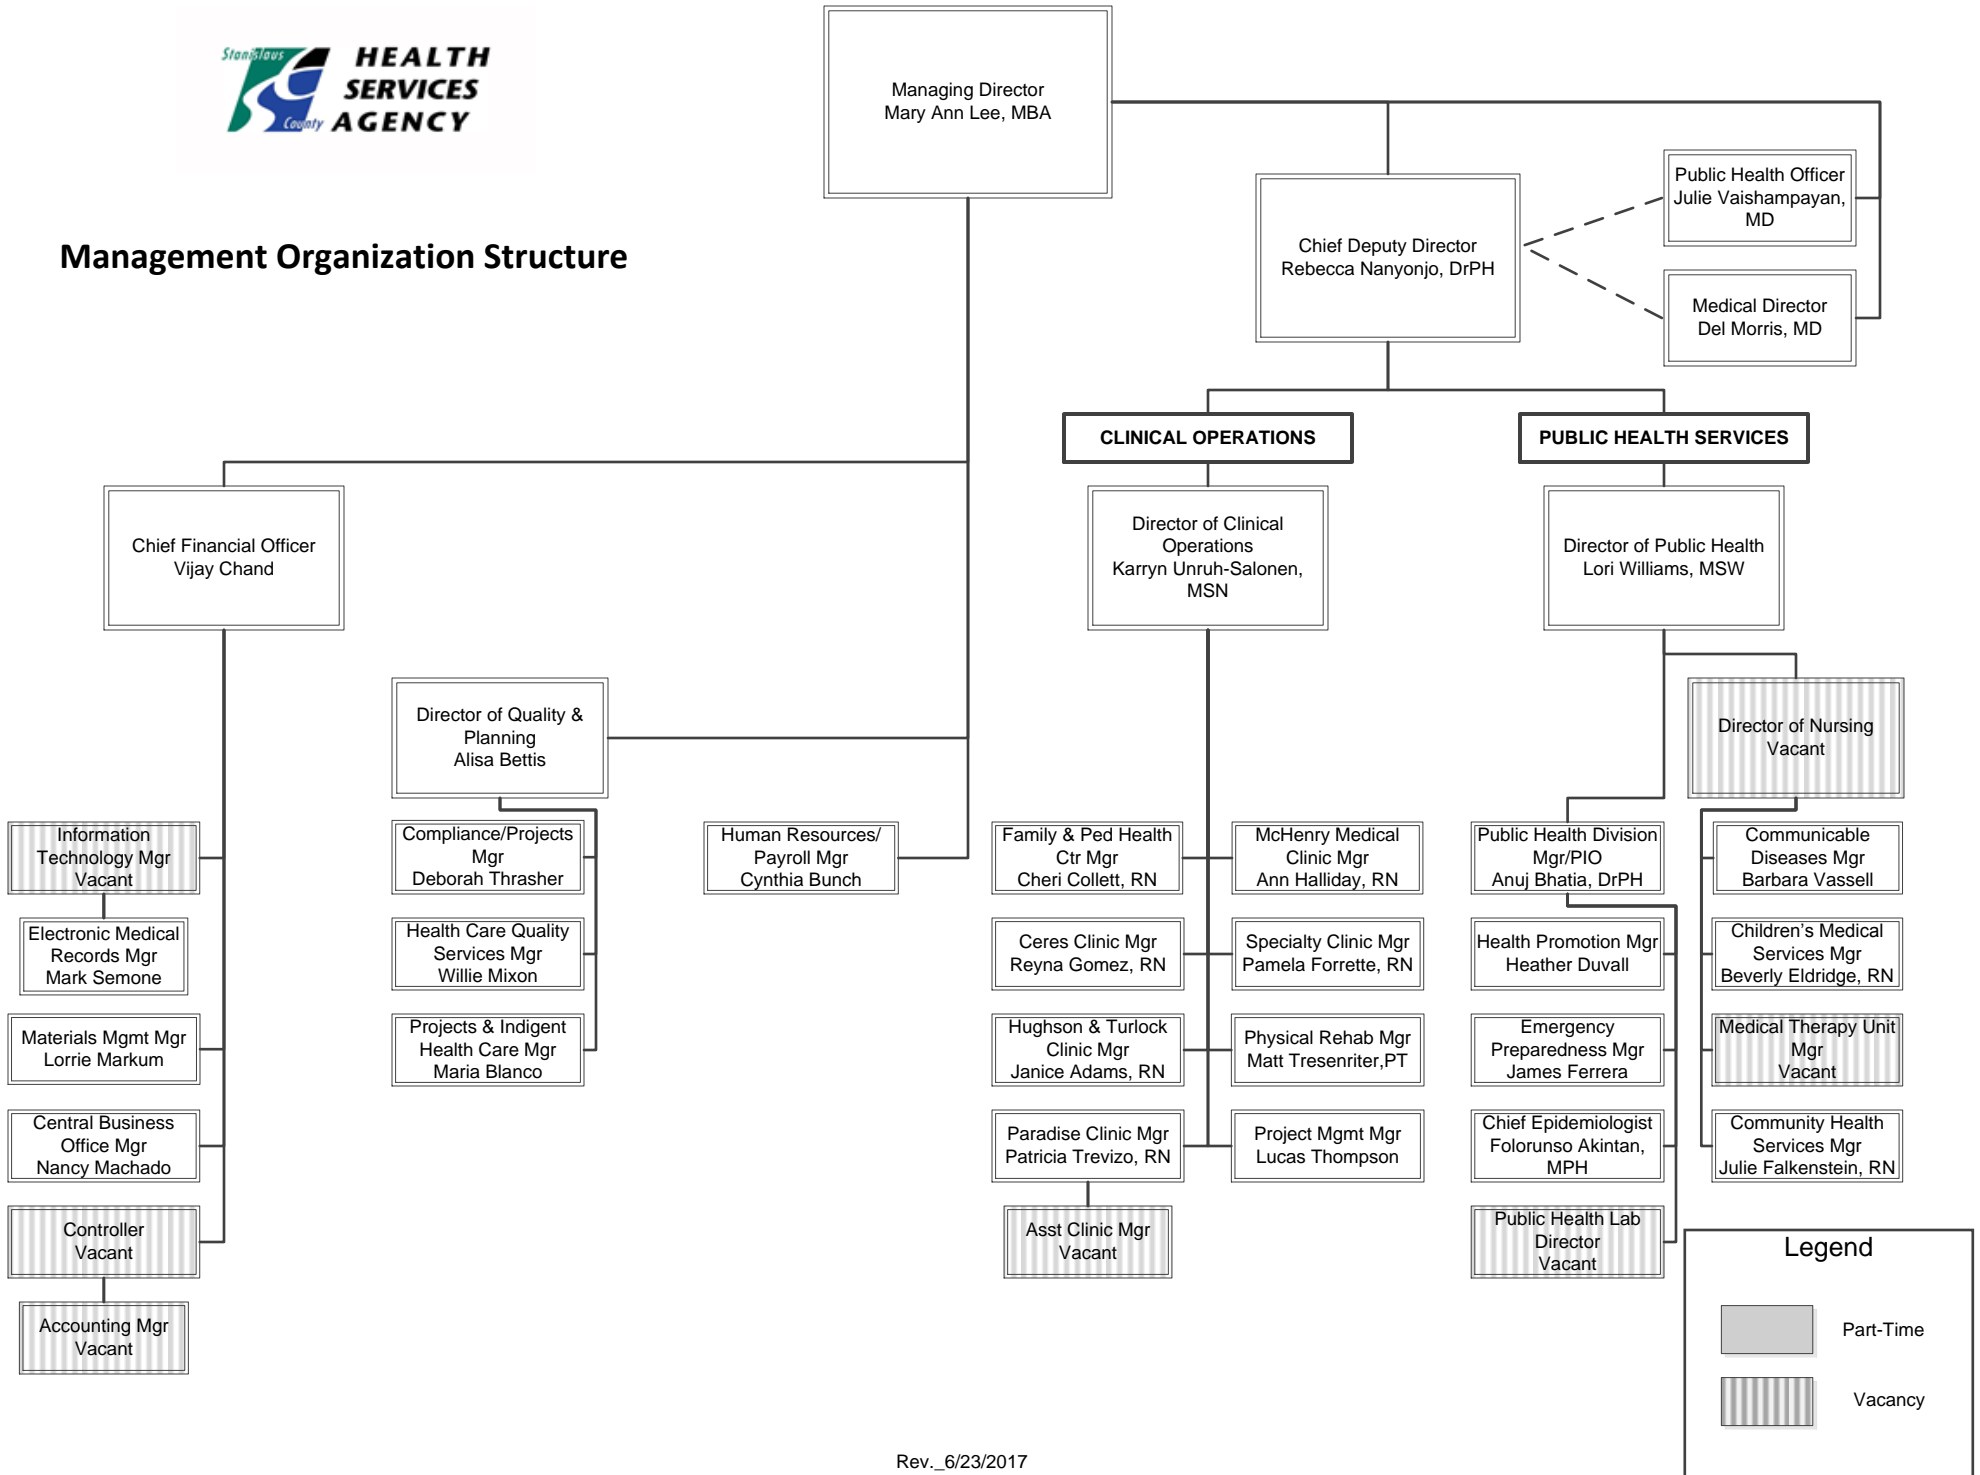 Stanislaus
HEALTH
SERVICES
County AGENCY
Management Organization Structure
Managing Director
Mary Ann Lee, MBA
Public Health Officer
Julie Vaishampayan,
MD
Chief Deputy Director
Rebecca Nanyonjo, DrPH
Medical Director
Del Morris, MD
CLINICAL OPERATIONS
PUBLIC HEALTH SERVICES
Chief Financial Officer
Vijay Chand
Director of Clinical
Operations
Karryn Unruh-Salonen,
MSN
Director of Public Health
Lori Williams, MSW
Director of Quality &
Planning
Alisa Bettis
Director of Nursing
Vacant
Information
Technology Mgr
Vacant
Compliance/Projects
Mgr
Deborah Thrasher
Human Resources/
Payroll Mgr
Cynthia Bunch
Family & Ped Health
Ctr Mgr
Cheri Collett, RN
McHenry Medical
Clinic Mgr
Ann Halliday, RN
Public Health Division
Mgr/PIO
Anuj Bhatia, DrPH
Communicable
Diseases Mgr
Barbara Vassell
Electronic Medical
Records Mgr
Mark Semone
Health Care Quality
Services Mgr
Willie Mixon
Ceres Clinic Mgr
Reyna Gomez, RN
Specialty Clinic Mgr
Pamela Forrette, RN
Health Promotion Mgr
Heather Duvall
Children's Medical
Services Mgr
Beverly Eldridge, RN
Materials Mgmt Mgr
Lorrie Markum
Projects & Indigent
Health Care Mgr
Maria Blanco
Hughson & Turlock
Clinic Mgr
Janice Adams, RN
Physical Rehab Mgr
Matt Tresenriter,PT
Emergency
Preparedness Mgr
James Ferrera
Medical Therapy Unit
Mgr
Vacant
Central Business
Office Mgr
Nancy Machado
Paradise Clinic Mgr
Patricia Trevizo, RN
Project Mgmt Mgr
Lucas Thompson
Chief Epidemiologist
Folorunso Akintan,
MPH
Community Health
Services Mgr
Julie Falkenstein, RN
Controller
Vacant
Asst Clinic Mgr
Vacant
Public Health Lab
Director
Vacant
Accounting Mgr
Vacant
Legend
Part-Time
Vacancy
Rev._6/23/2017